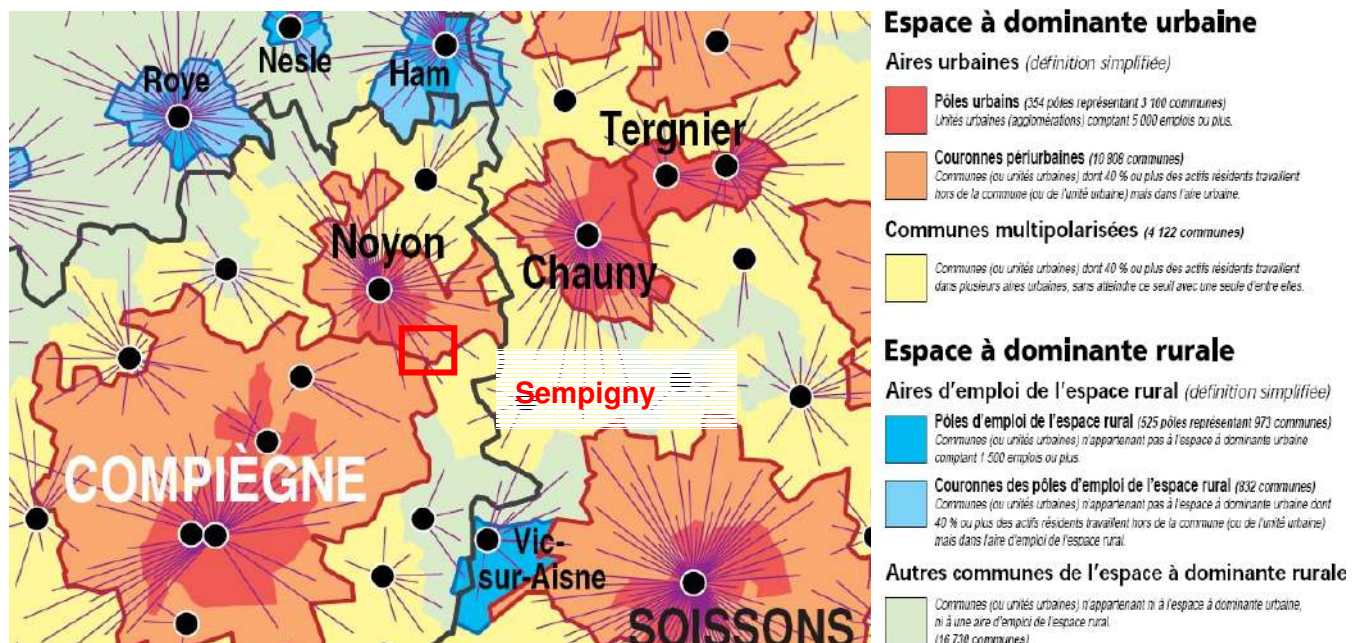 Nesle
Roye
Ham
Tergnier
Noyon
Chauny
Sempigny
COMPIÈGNE
Vic-
sur-Aisne
SOISSONS
Espace à dominante urbaine
Aires urbaines (définition simplifiée)
Pôles urbains (354 pôles représentant 3 100 communes)
Unités urbaines (agglomérations) comptant 5 000 emplois ou plus.
Couronnes périurbaines (10 808 communes)
Communes (ou unités urbaines) dont 40 % ou plus des actifs résidents travaillent
hors de la commune (ou de l'unité urbaine) mais dans l'aire urbaine.
Communes multipolarisées (4 122 communes)
Communes (ou unités urbaines) dont 40 % ou plus des actifs résidents travaillent
dans plusieurs aires urbaines, sans atteindre ce seuil avec une seule d'entre elles.
Espace à dominante rurale
Aires d'emploi de l'espace rural (définition simplifiée)
Pôles d'emploi de l'espace rural (525 pôles représentant 973 communes)
Communes (ou unités urbaines) n'appartenant pas à l'espace à dominante urbaine
comptant 1 500 emplois ou plus.
Couronnes des pôles d'emploi de l'espace rural (832 communes)
Communes (ou unités urbaines) n'appartenant pas à l'espace à dominante urbaine dont
40 % ou plus des actifs résidents travaillent hors de la commune (ou de l'unité urbaine)
mais dans l'aire d'emploi de l'espace rural.
Autres communes de l'espace à dominante rurale
Communes (ou unités urbaines) n'appartenant ni à l'espace à dominante urbaine,
ni à une aire d'emploi de l'espace rural.
(16 730 communes)